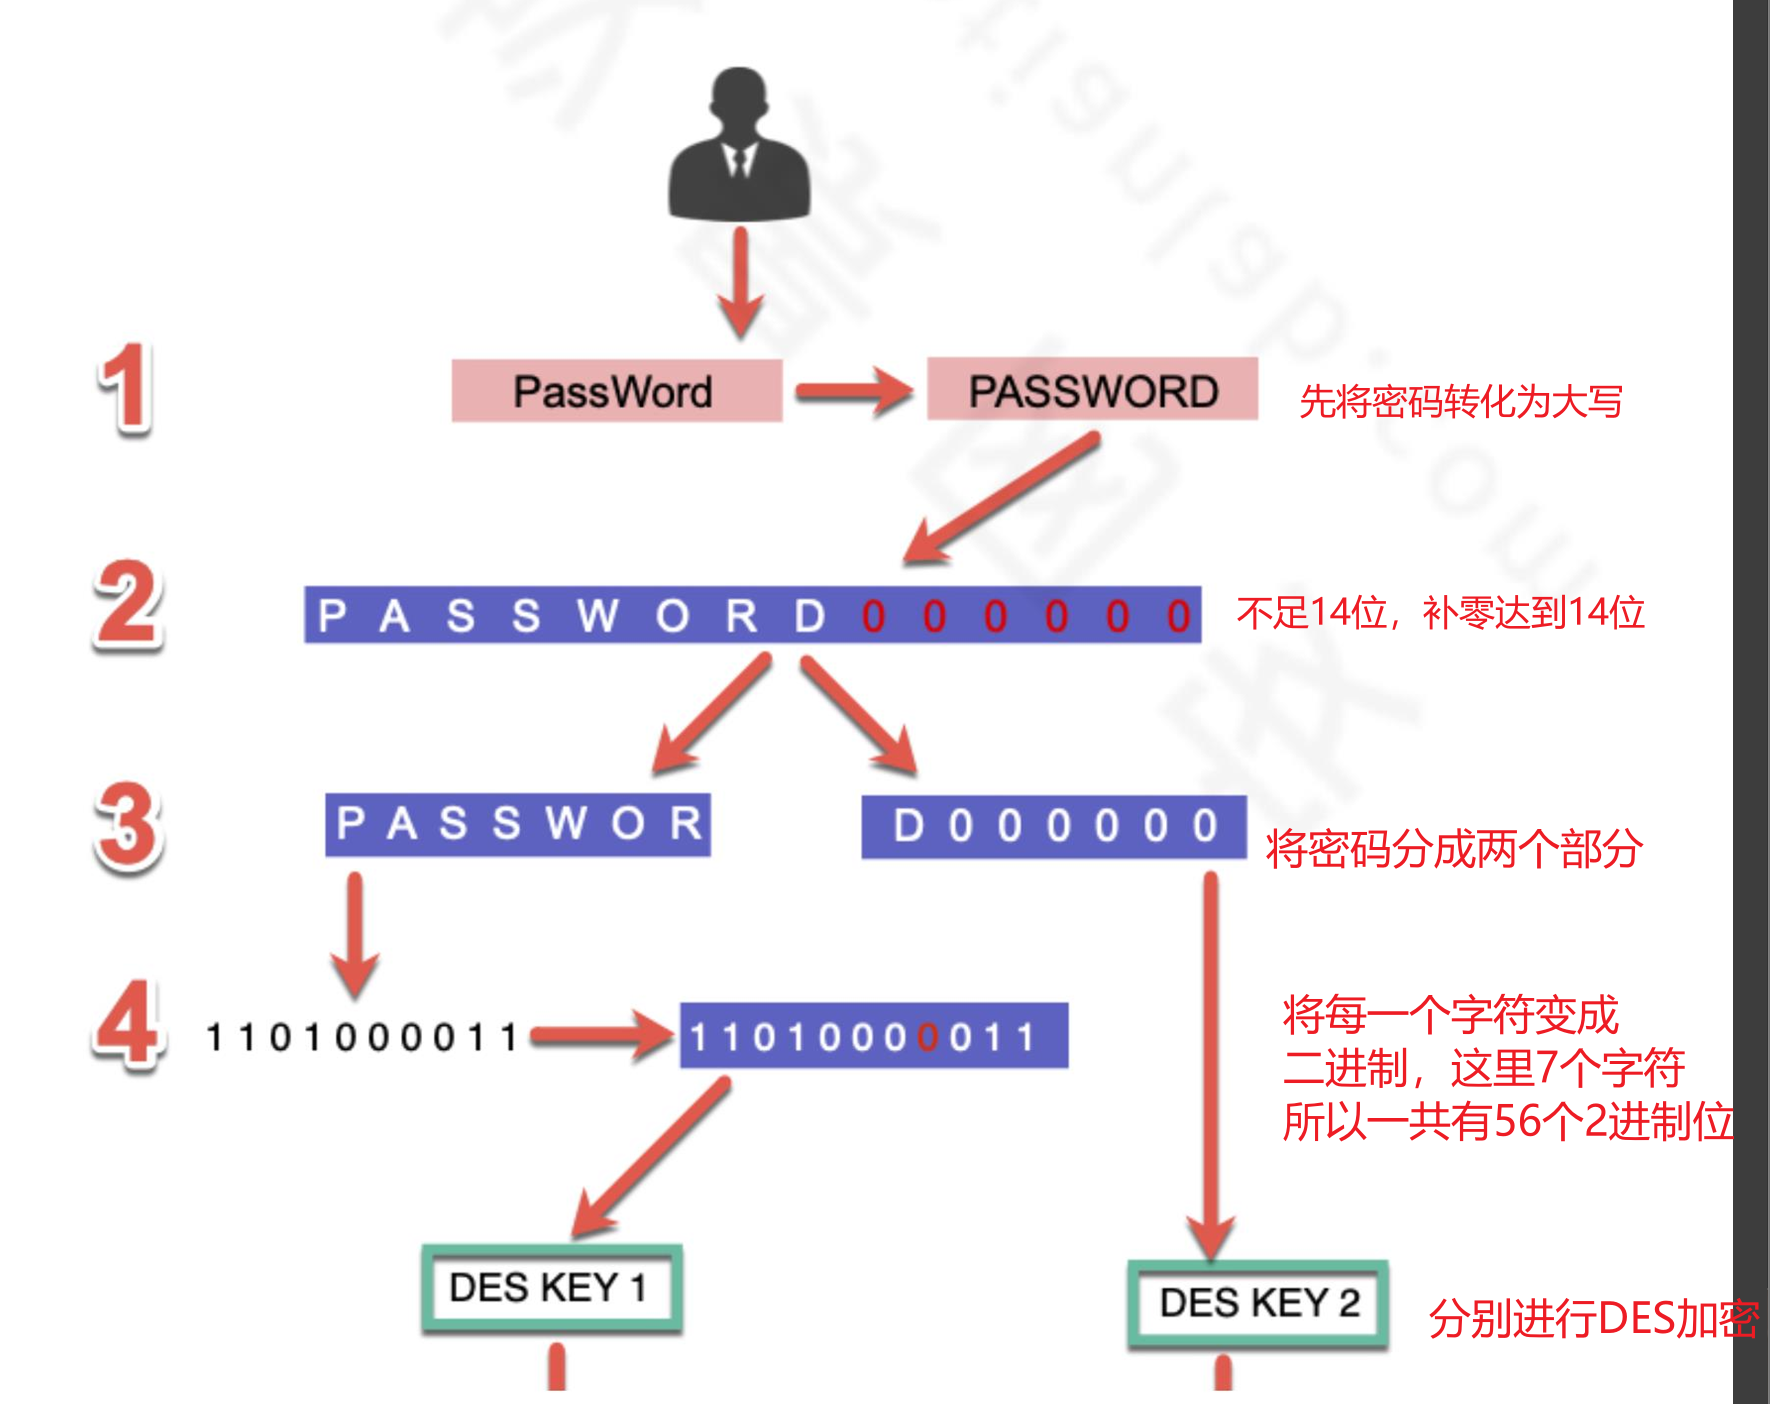 1
PassWord
PASSWORD
先将密码转化为大写
2
P A S S W O R D 0 0 0 0 0 0
不足14位，补零达到14位
3
P A S S W O R
D 0 0 0 0 0 0
将密码分成两个部分
4
1 1 0 1 0 0 0 0 1 1
1 1 0 1 0 0 0 0 0 1 1
将每一个字符变成
二进制，这里7个字符
所以一共有56个2进制位
DES KEY 1
DES KEY 2
分别进行DES加密